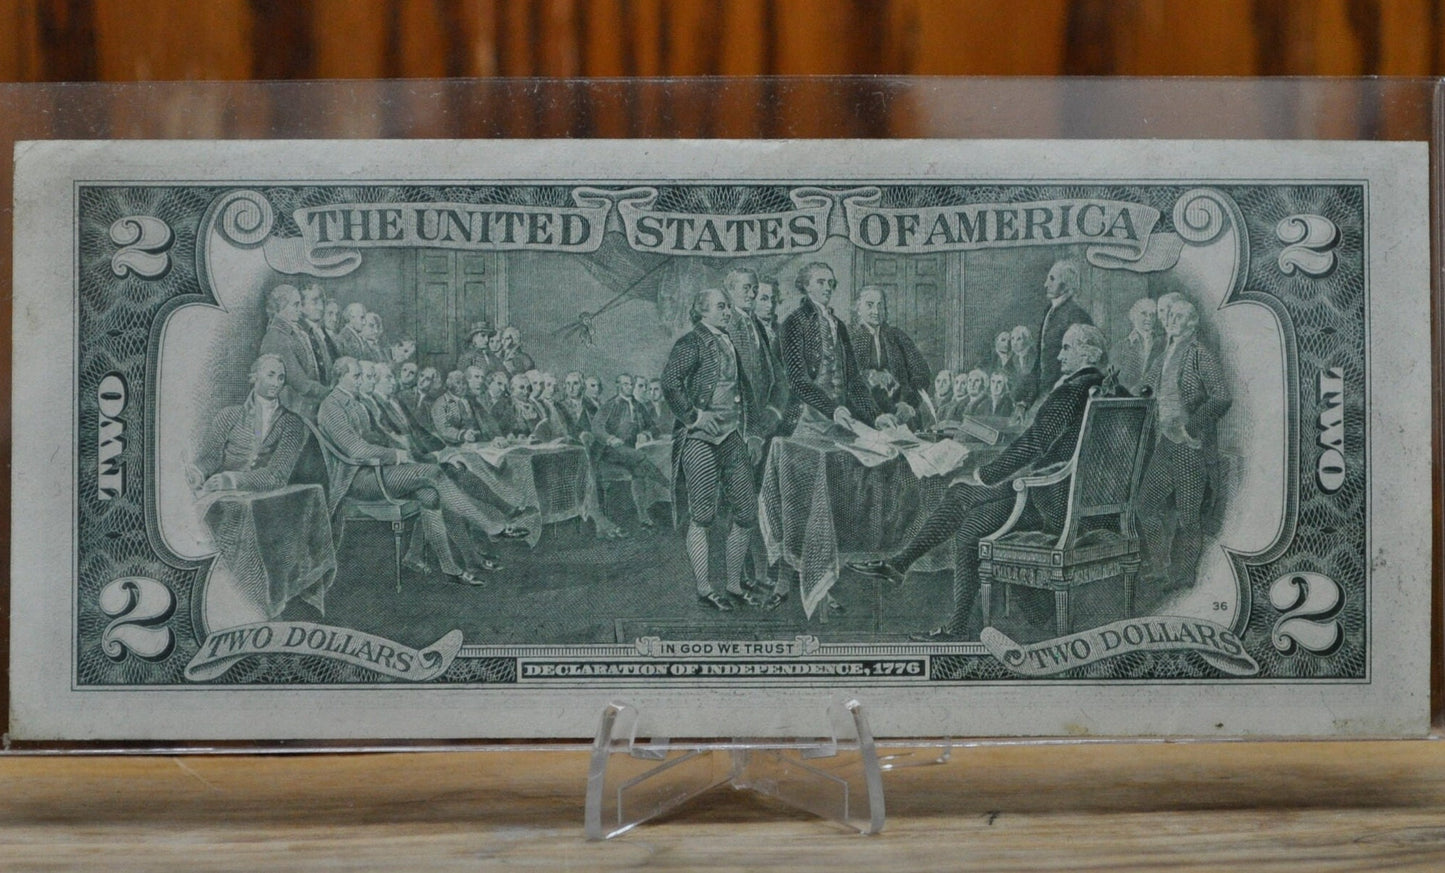 THE UNITED STATES OF AMERICA
2
2
TWO
TWO
36
2
2
TWO DOLLARS
IN GOD WE TRUST
TWO DOLLARS
DECLARATION OF INDEPENDENCE, 1776